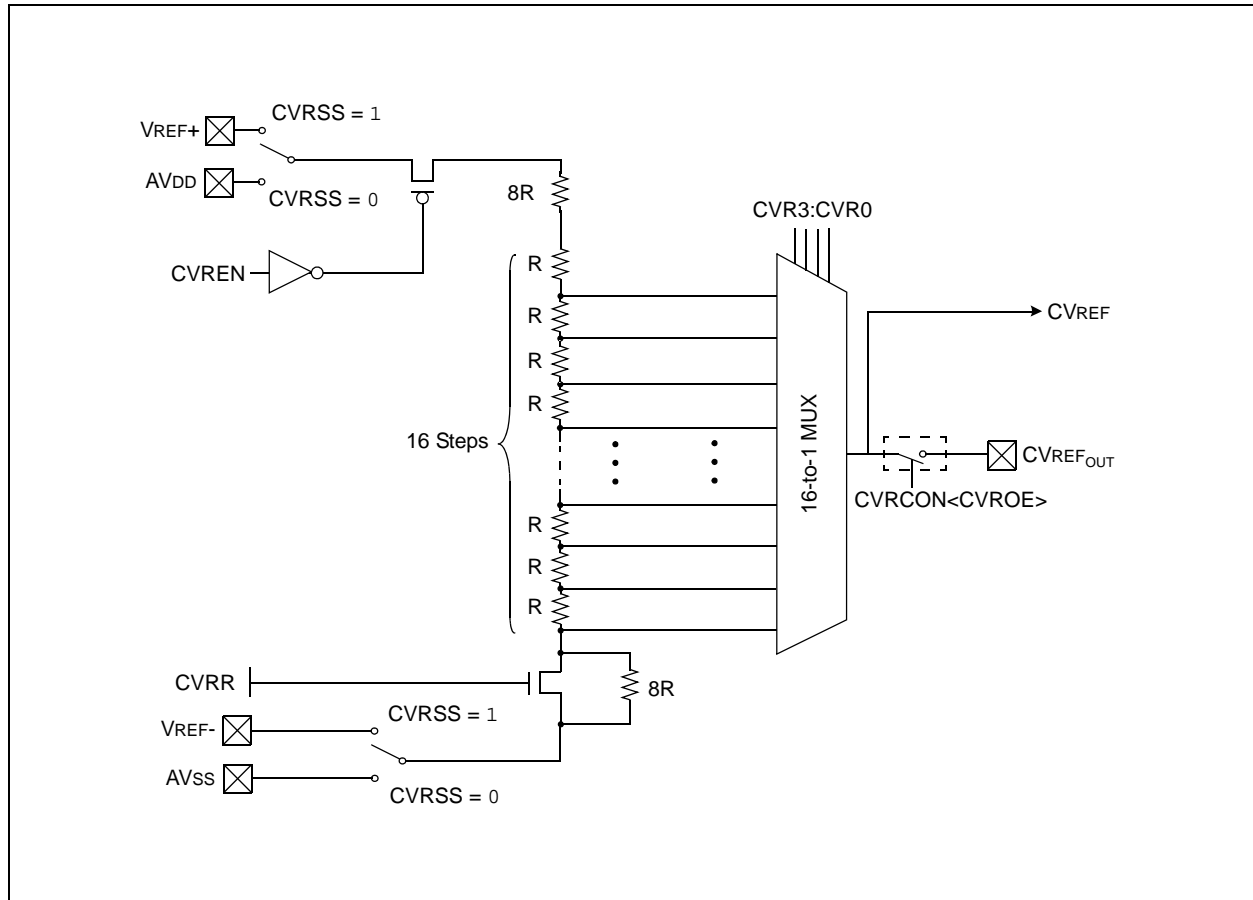 CVRSS = 1
VREF+
AVDD
CVRSS = 0
8R
CVR3:CVR0
CVREN
R
R
R
R
16 Steps
16-to-1 MUX
CVREF
CVREFOUT
CVRCON<CVROE>
R
R
R
CVRR
8R
CVRSS = 1
VREF-
AVSS
CVRSS = 0